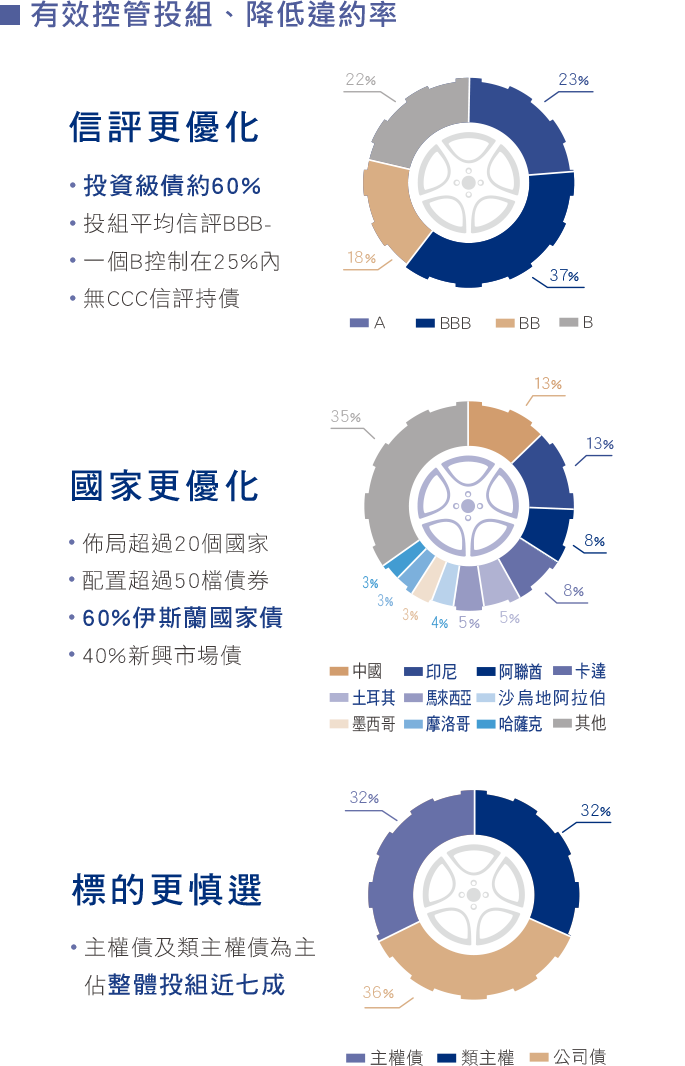 有效控管投組、降低違約率
22%
23%
信評更優化
• 投資級債約60%
• 投組平均信評BBB-
• 一個B控制在25%內
• 無CCC信評持債
18%
37%
A BBB BB B
13%
35%
13%
國家更優化
• 佈局超過20個國家
• 配置超過50檔債券
• 60%伊斯蘭國家債
• 40%新興市場債
8%
3%
8%
3%
3%
4%
5%
5%
中國 印尼 阿聯酋 卡達
土耳其 馬來西亞 沙烏地阿拉伯
墨西哥 摩洛哥 哈薩克 其他
32%
32%
標的更慎選
• 主權債及類主權債為主
佔整體投組近七成
36%
主權債 類主權 公司債